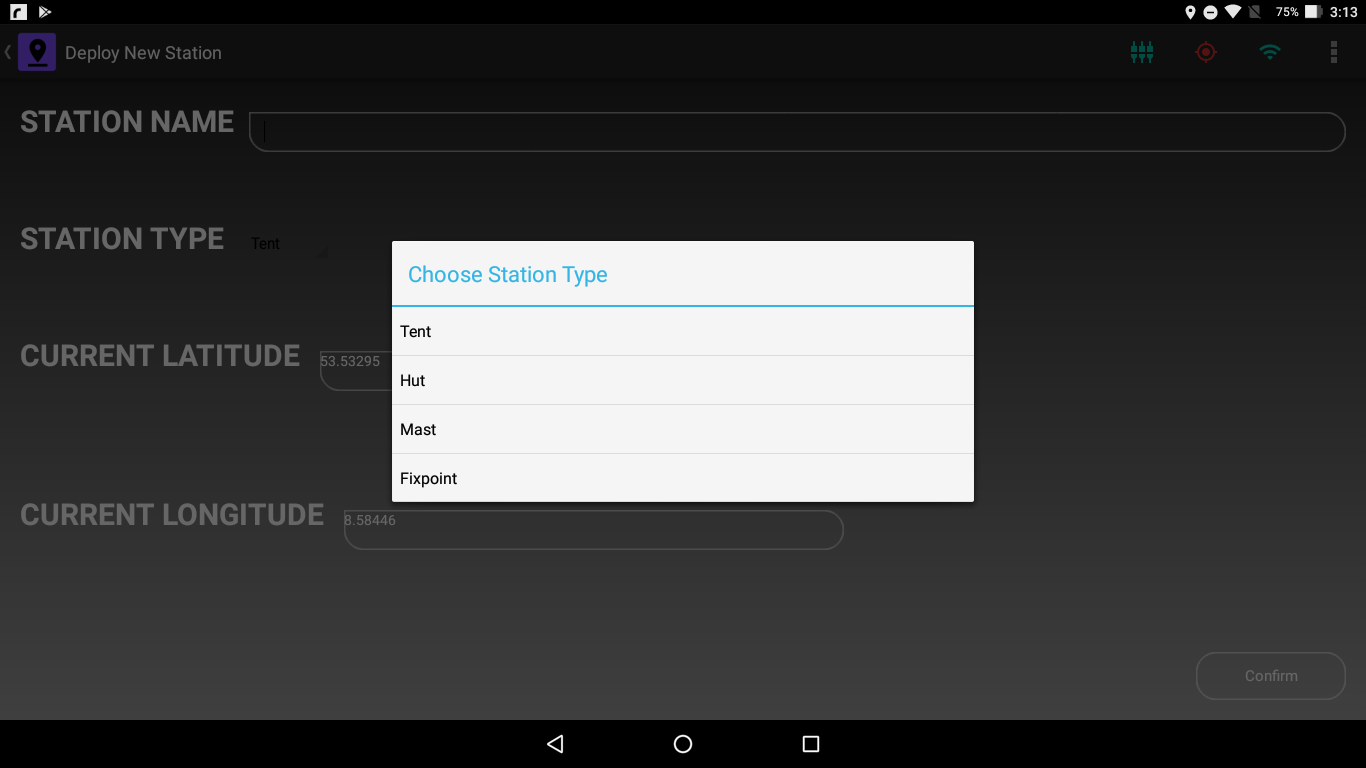 75% 3:13
Deploy New Station
STATION NAME
STATION TYPE Tent
Choose Station Type
Tent
Hut
Mast
Fixpoint
CURRENT LATITUDE 53.53295
CURRENT LONGITUDE 8.58446
Confirm